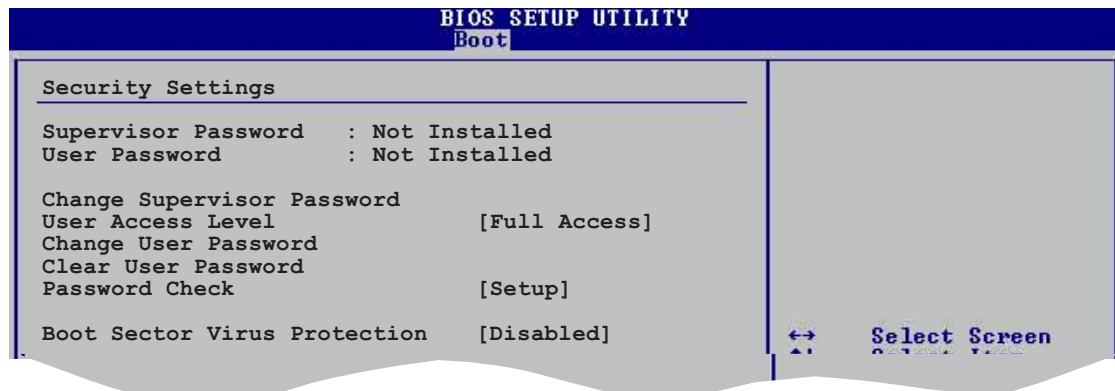 BIOS SETUP UTILITY
Boot
Security Settings
Supervisor Password : Not Installed
User Password : Not Installed
Change Supervisor Password
User Access Level [Full Access]
Change User Password
Clear User Password
Password Check [Setup]
Boot Sector Virus Protection [Disabled]
↔ Select Screen